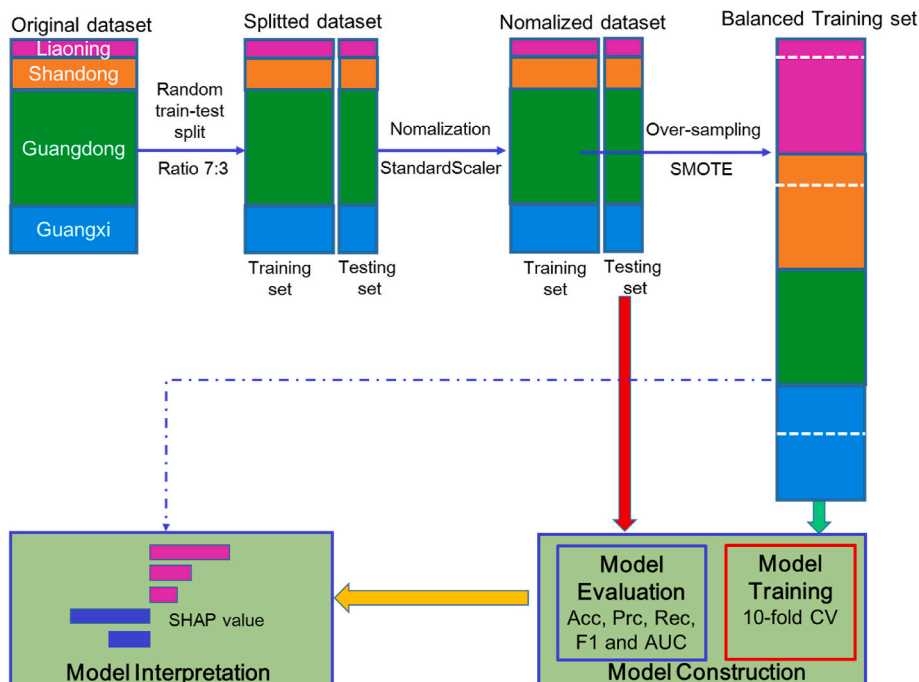 Original dataset
Splitted dataset
Nomalized dataset
Balanced Training set
Liaoning
Shandong
Guangdong
Guangxi
Random
train-test
split
Ratio 7:3
Nomalization
StandardScaler
Over-sampling
SMOTE
Training
set
Testing
set
Training
set
Testing
set
SHAP value
Model Interpretation
Model
Evaluation
Acc, Prc, Rec,
F1 and AUC
Model
Training
10-fold CV
Model Construction